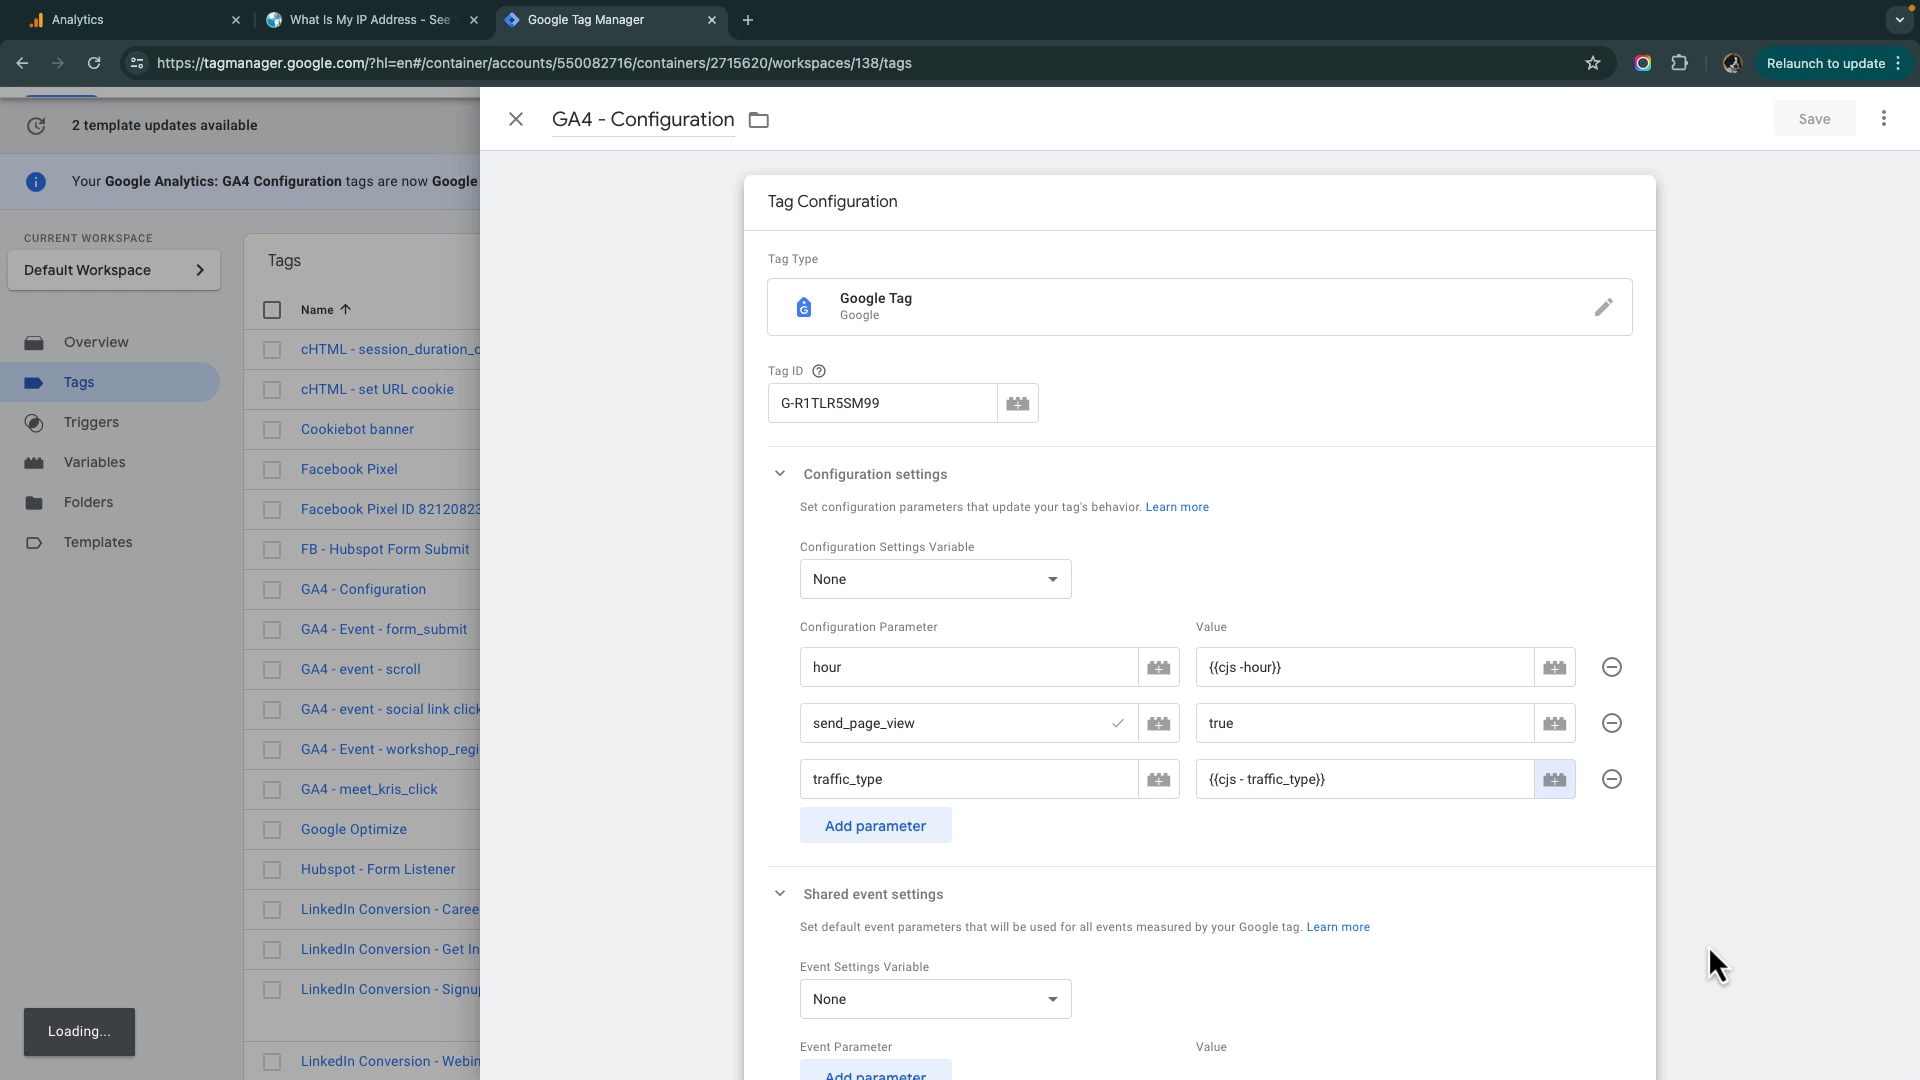 Analytics
What Is My IP Address - See
Google Tag Manager
https://tagmanager.google.com/?hl=en#/container/accounts/550082716/containers/2715620/workspaces/138/tags
Relaunch to update
2 template updates available
Your Google Analytics: GA4 Configuration tags are now Google
CURRENT WORKSPACE
Default Workspace
Overview
Tags
Triggers
Variables
Folders
Templates
Loading...
Tags
Name
cHTML - session_duration_c
cHTML - set URL cookie
Cookiebot banner
Facebook Pixel
Facebook Pixel ID 82120823
FB - Hubspot Form Submit
GA4 - Configuration
GA4 - Event - form_submit
GA4 - event - scroll
GA4 - event - social link click
GA4 - Event - workshop_regi
GA4 - meet_kris_click
Google Optimize
Hubspot - Form Listener
LinkedIn Conversion - Caree
LinkedIn Conversion - Get In
LinkedIn Conversion - Signu
LinkedIn Conversion - Webin
GA4 - Configuration
Save
Tag Configuration
Tag Type
Google Tag
Google
Tag ID
G-R1TLR5SM99
Configuration settings
Set configuration parameters that update your tag's behavior. Learn more
Configuration Settings Variable
None
Configuration Parameter Value
hour {{cjs -hour}}
send_page_view true
traffic_type {{cjs - traffic_type}}
Add parameter
Shared event settings
Set default event parameters that will be used for all events measured by your Google tag. Learn more
Event Settings Variable
None
Event Parameter Value
Add parameter